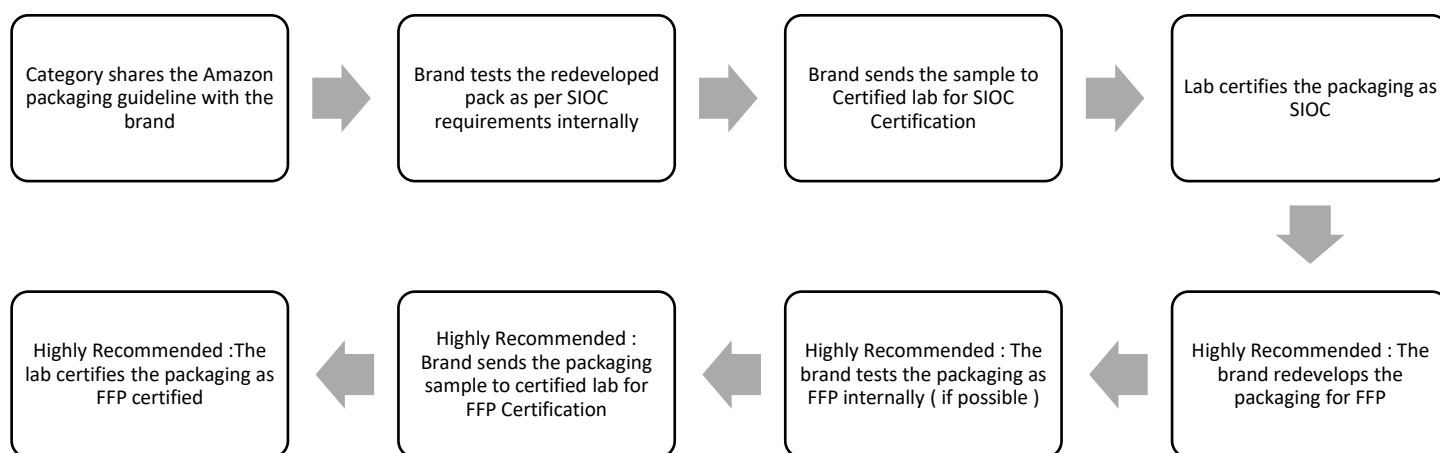 Category shares the Amazon
packaging guideline with the
brand
Brand tests the redeveloped
pack as per SIOC
requirements internally
Brand sends the sample to
Certified lab for SIOC
Certification
Lab certifies the packaging as
SIOC
Highly Recommended : The
brand redevelops the
packaging for FFP
Highly Recommended : The
brand tests the packaging as
FFP internally ( if possible )
Highly Recommended :
Brand sends the packaging
sample to certified lab for
FFP Certification
Highly Recommended :The
lab certifies the packaging as
FFP certified